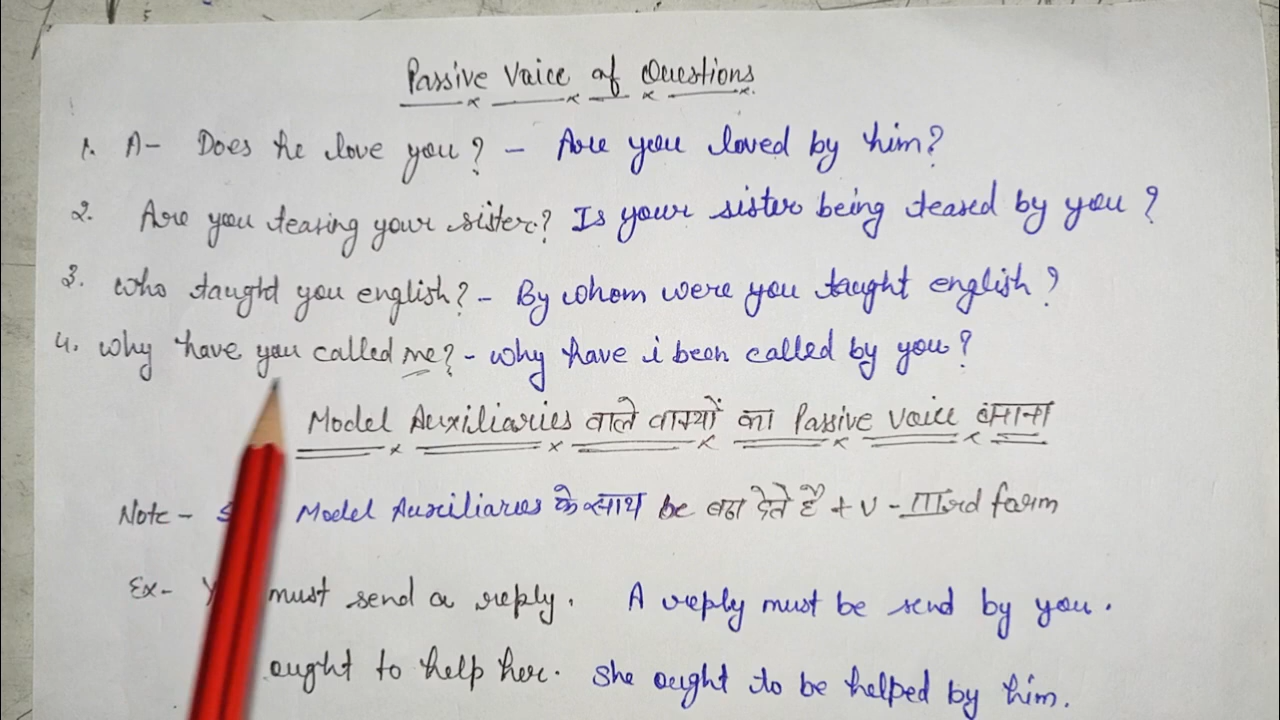 Passive Voice of Questions
1. A- Does he love you? - Are you loved by him?
2. Are you teasing your sister? Is your sister being teased by you?
3. Who taught you english? - By whom were you taught english?
4. Why have you called me? - why have i been called by you?
Model Auxiliaries वाले वाक्यों का Passive Voice बनाना
Note - Model Auxiliaries के साथ be बढ़ा देते हैं + V - IIIrd form
Ex- must send a reply. A reply must be send by you.
ought to help her. She ought to be helped by him.